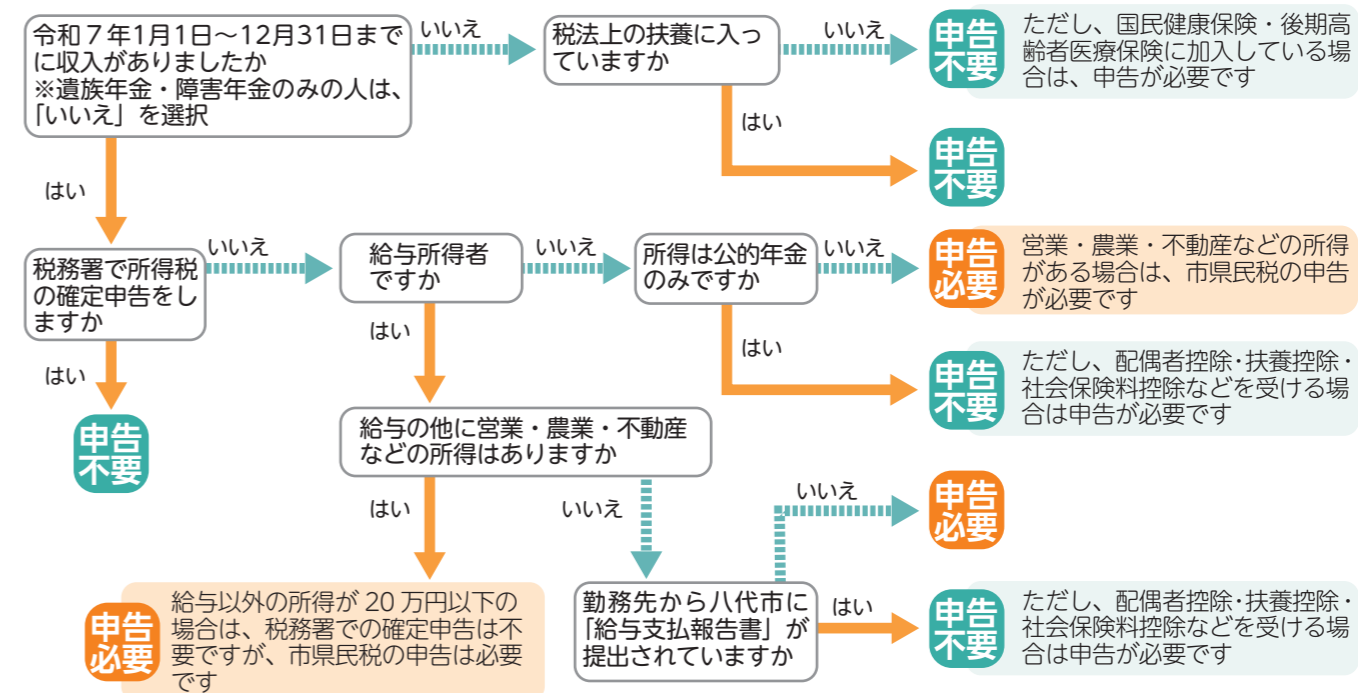 令和７年1月1日～12月31日まで
に収入がありましたか
※遺族年金・障害年金のみの人は、
「いいえ」を選択
いいえ
税法上の扶養に入っ
ていますか
いいえ
申告
不要
ただし、国民健康保険・後期高
齢者医療保険に加入している場
合は、申告が必要です
はい
申告
不要
はい
税務署で所得税
の確定申告をし
ますか
いいえ
給与所得者
ですか
いいえ
所得は公的年金
のみですか
いいえ
申告
必要
営業・農業・不動産などの所得
がある場合は、市県民税の申告
が必要です
はい
申告
不要
ただし、配偶者控除・扶養控除・
社会保険料控除などを受ける場
合は申告が必要です
はい
申告
不要
はい
給与の他に営業・農業・不動産
などの所得はありますか
はい
申告
必要
給与以外の所得が 20 万円以下の
場合は、税務署での確定申告は不
要ですが、市県民税の申告は必要
です
いいえ
勤務先から八代市に
「給与支払報告書」が
提出されていますか
いいえ
申告
必要
はい
申告
不要
ただし、配偶者控除・扶養控除・
社会保険料控除などを受ける場
合は申告が必要です